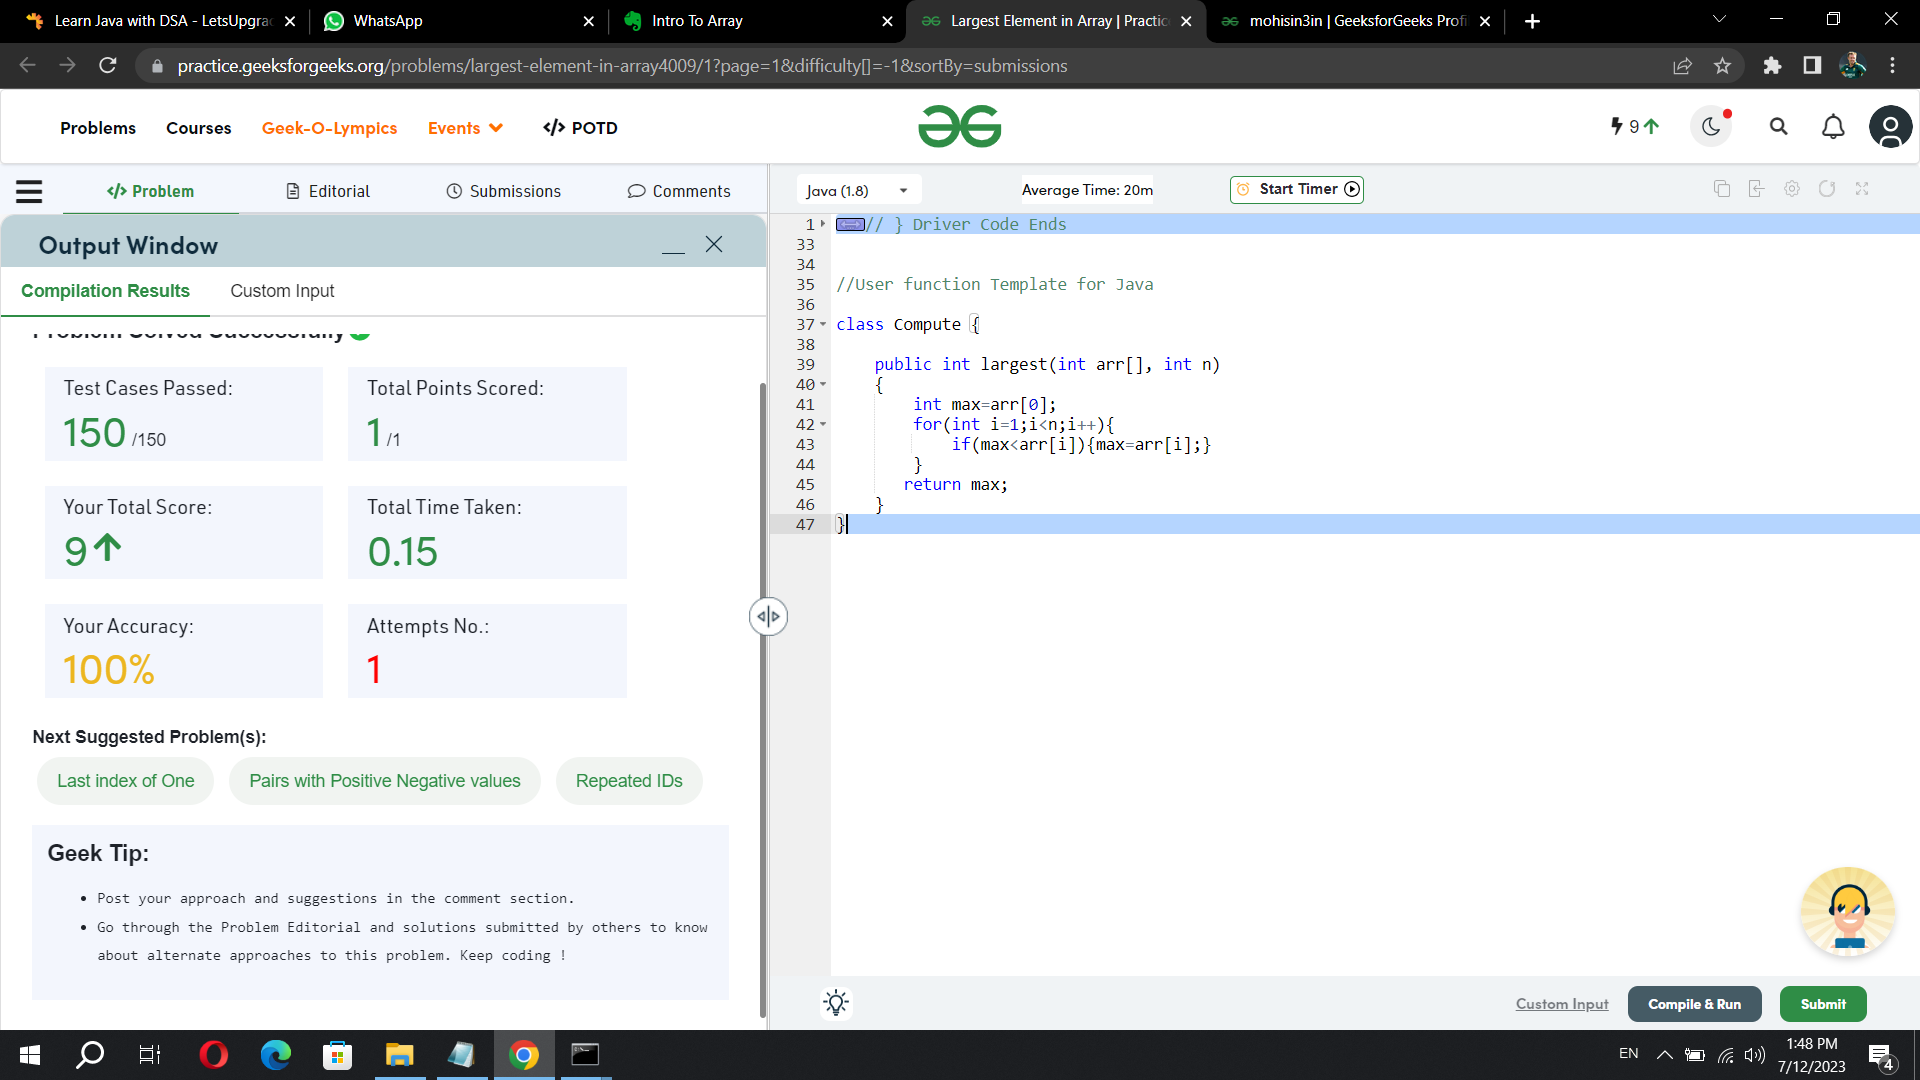 Learn Java with DSA - LetsUpgra
WhatsApp
Intro To Array
Largest Element in Array | Practic
mohisin3in | GeeksforGeeks Profi
practice.geeksforgeeks.org/problems/largest-element-in-array4009/1?page=1&difficulty[]=-1&sortBy=submissions
Problems
Courses
Geek-O-Lympics
Events
</> POTD
9
</> Problem
Editorial
Submissions
Comments
Java (1.8)
Average Time: 20m
Start Timer
Output Window
Compilation Results
Custom Input
Problem Solved Successfully
Test Cases Passed:
150 /150
Total Points Scored:
1 /1
Your Total Score:
9
Total Time Taken:
0.15
Your Accuracy:
100%
Attempts No.:
1
Next Suggested Problem(s):
Last index of One
Pairs with Positive Negative values
Repeated IDs
Geek Tip:
• Post your approach and suggestions in the comment section.
• Go through the Problem Editorial and solutions submitted by others to know
about alternate approaches to this problem. Keep coding !
1 // } Driver Code Ends
33
34
35 //User function Template for Java
36
37 class Compute {
38
39 public int largest(int arr[], int n)
40 {
41 int max=arr[0];
42 for(int i=1;i<n;i++){
43 if(max<arr[i]){max=arr[i];}
44 }
45 return max;
46 }
47 }
Custom Input
Compile & Run
Submit
EN
1:48 PM
7/12/2023
4